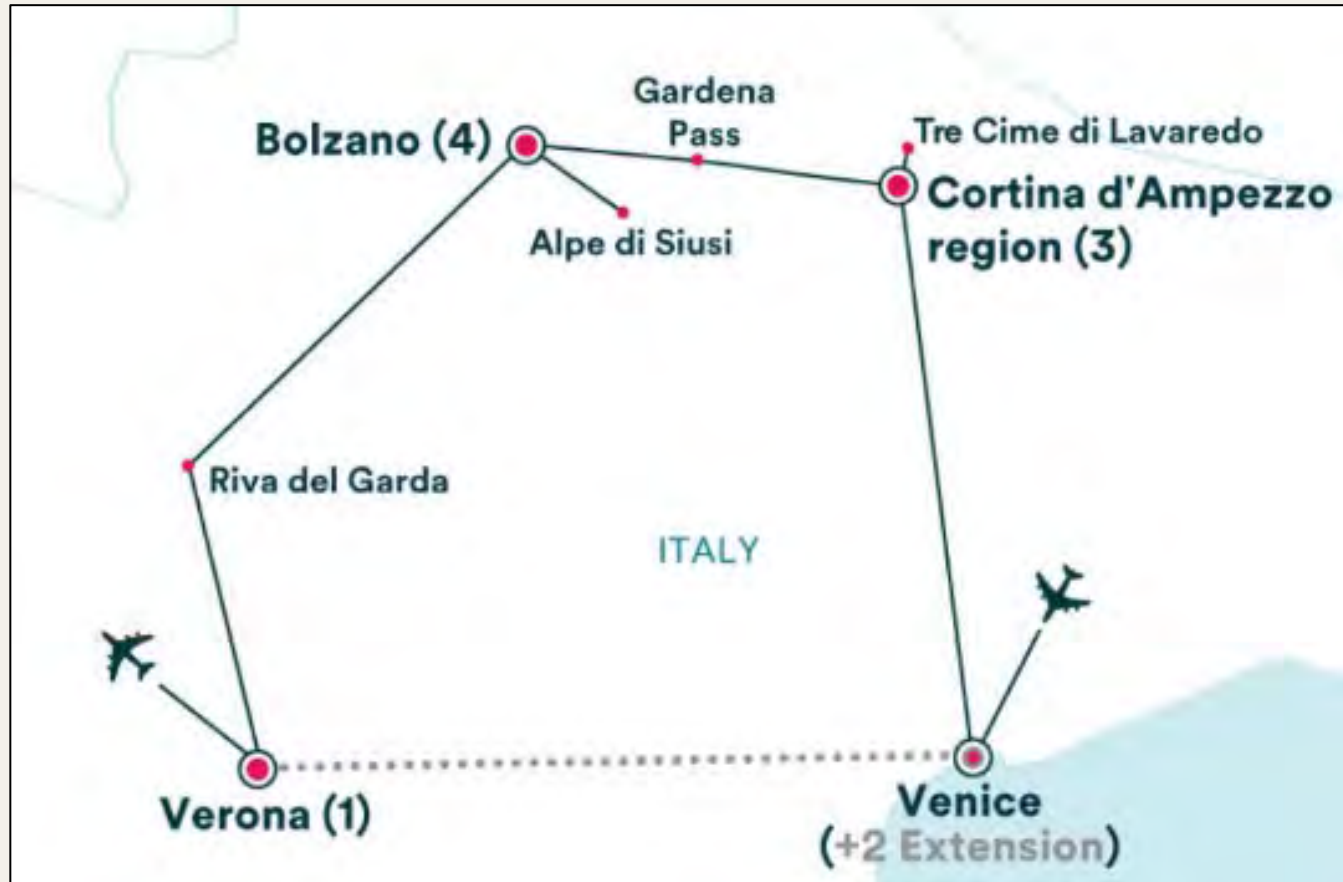 Gardena
Pass
Bolzano (4)
Tre Cime di Lavaredo
Cortina d'Ampezzo
region (3)
Alpe di Siusi
Riva del Garda
ITALY
Verona (1)
Venice
(+2 Extension)